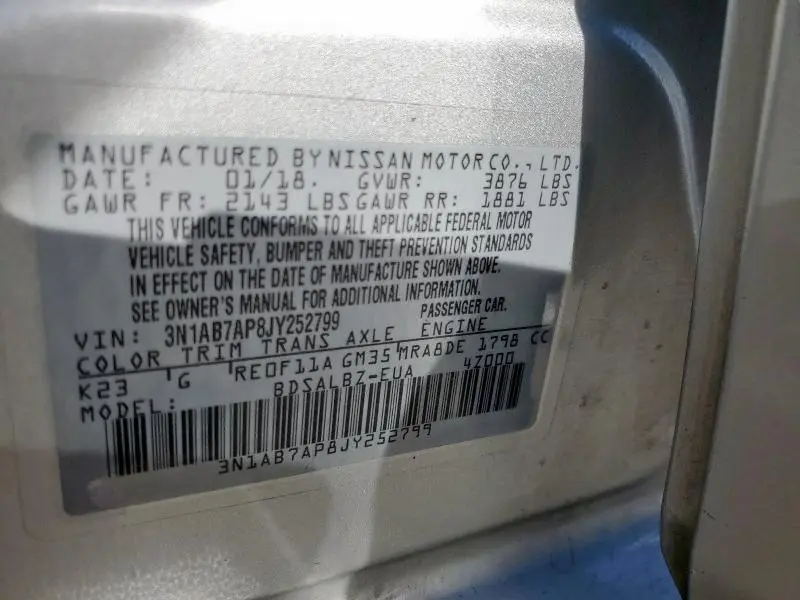 MANUFACTURED BY NISSAN MOTOR CO., LTD.
DATE: 01/18. GVWR: 3876 LBS
GAWR FR: 2143 LBS GAWR RR: 1881 LBS
THIS VEHICLE CONFORMS TO ALL APPLICABLE FEDERAL MOTOR
VEHICLE SAFETY, BUMPER AND THEFT PREVENTION STANDARDS
IN EFFECT ON THE DATE OF MANUFACTURE SHOWN ABOVE.
SEE OWNER'S MANUAL FOR ADDITIONAL INFORMATION.
VIN: 3N1AB7AP8JY252799 PASSENGER CAR.
COLOR TRIM TRANS AXLE ENGINE
K23 G RE0F11A GM35 MRA8DE 1798 CC
MODEL: BDSALBZ-EUA 4Z000
3N1AB7AP8JY252799